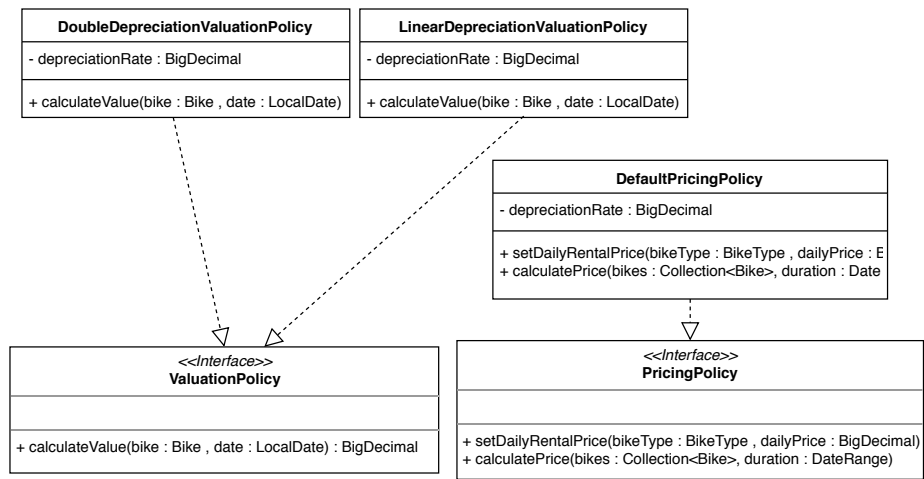 DoubleDepreciationValuationPolicy
- depreciationRate : BigDecimal
+ calculateValue(bike : Bike , date : LocalDate)
LinearDepreciationValuationPolicy
- depreciationRate : BigDecimal
+ calculateValue(bike : Bike , date : LocalDate)
DefaultPricingPolicy
- depreciationRate : BigDecimal
+ setDailyRentalPrice(bikeType : BikeType , dailyPrice : B
+ calculatePrice(bikes : Collection<Bike>, duration : Date
<<Interface>>
ValuationPolicy
+ calculateValue(bike : Bike , date : LocalDate) : BigDecimal
<<Interface>>
PricingPolicy
+ setDailyRentalPrice(bikeType : BikeType , dailyPrice : BigDecimal)
+ calculatePrice(bikes : Collection<Bike>, duration : DateRange)